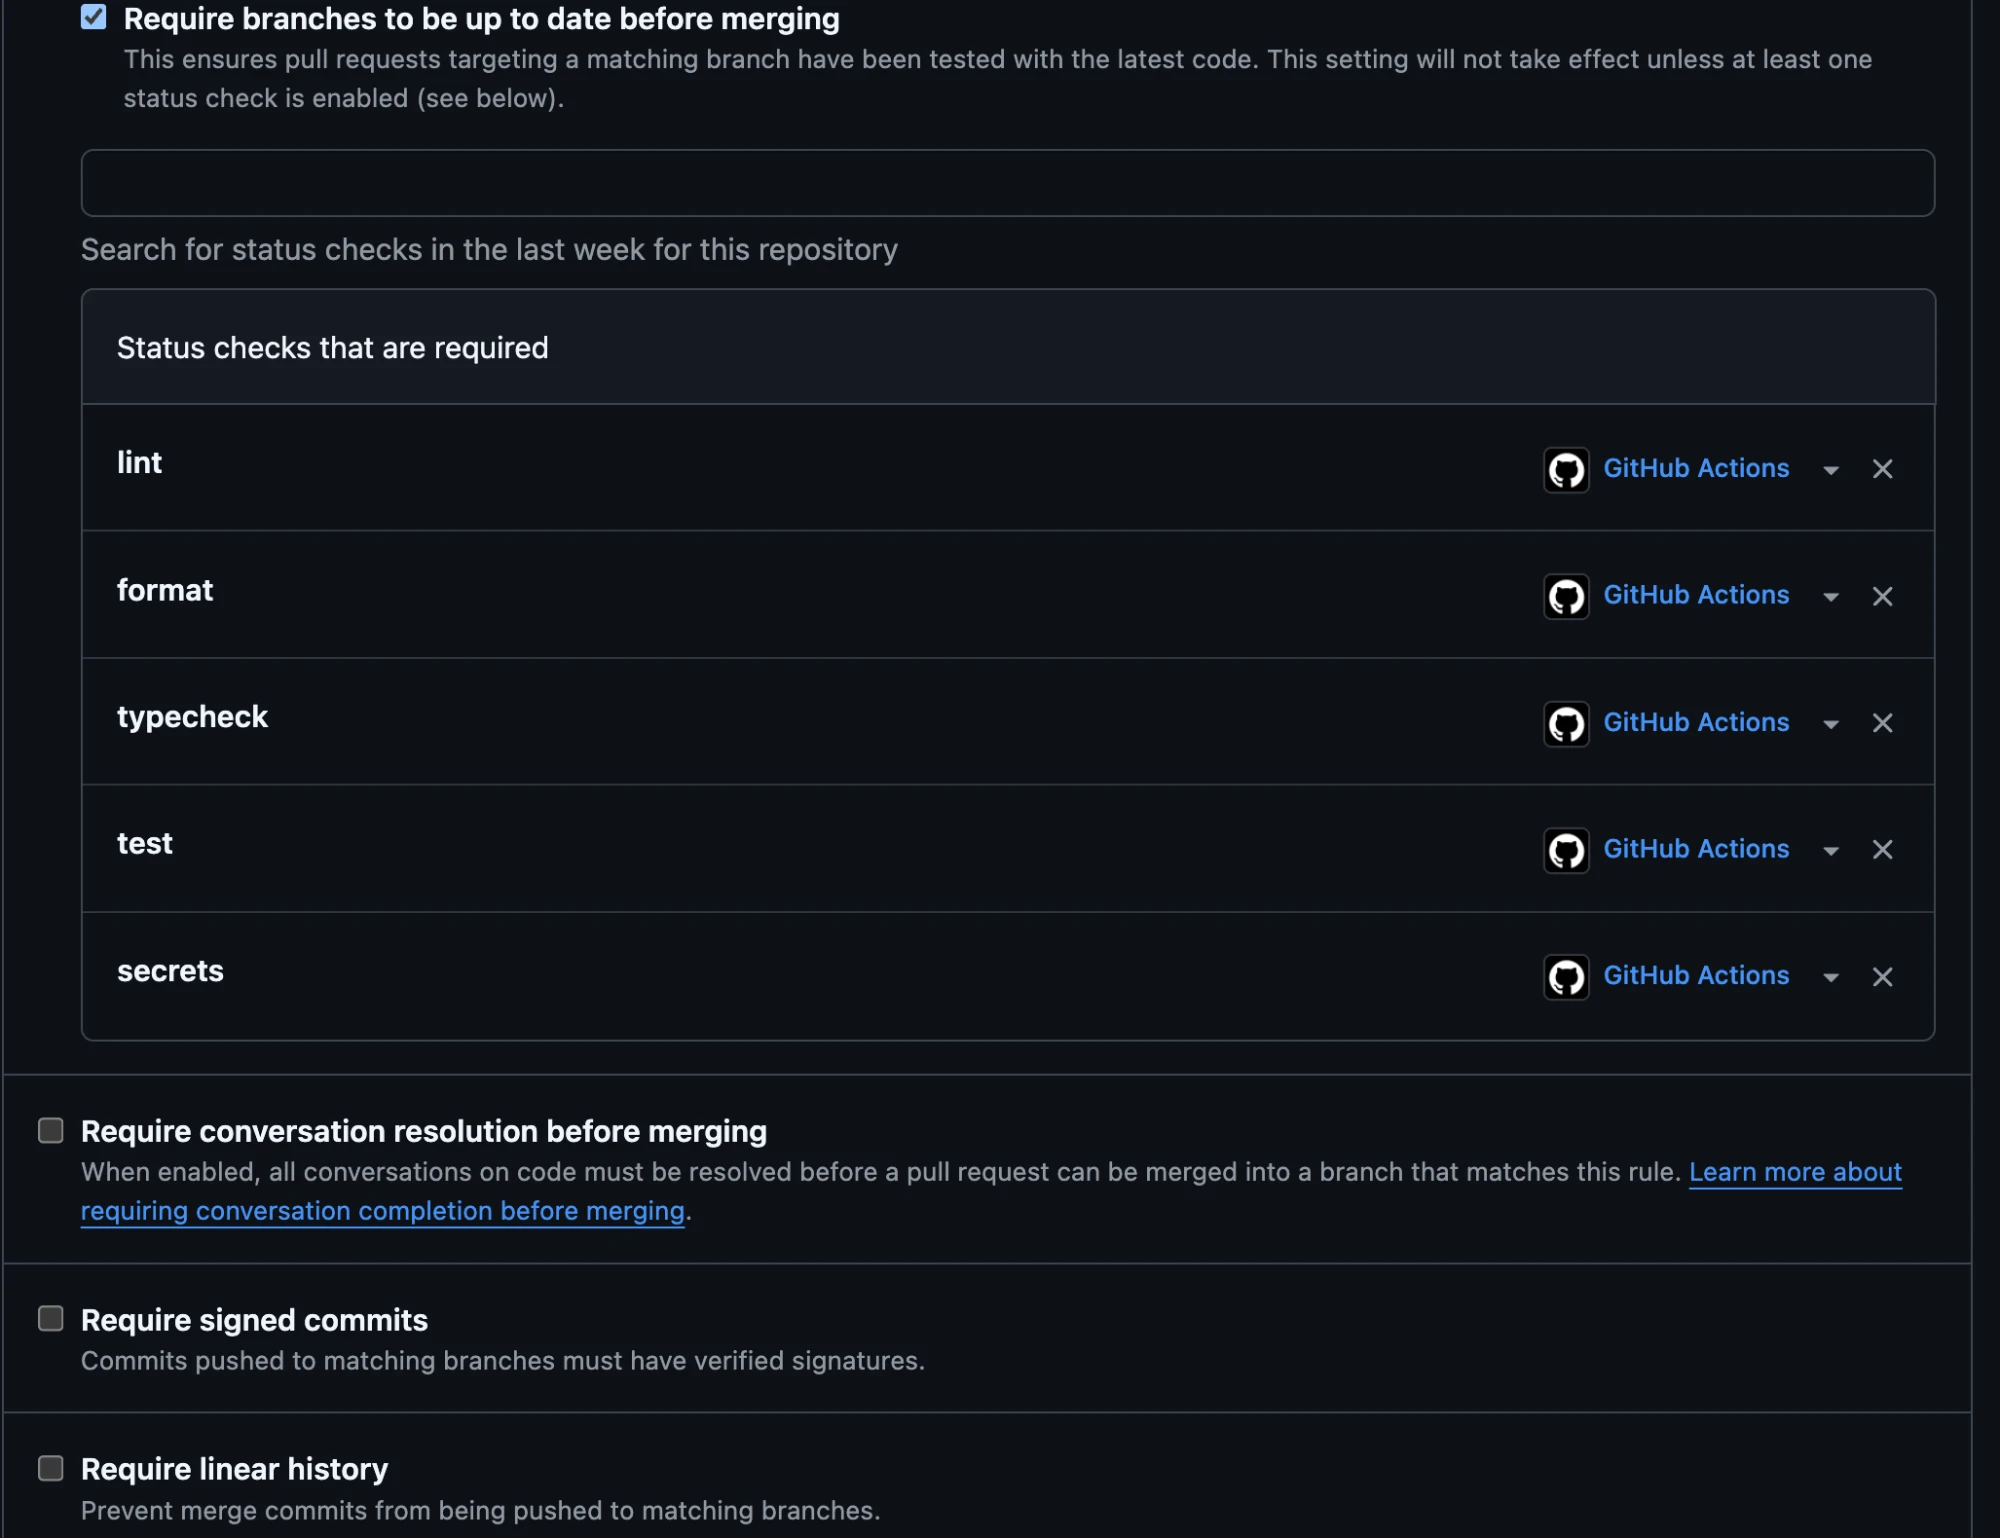 Require branches to be up to date before merging
This ensures pull requests targeting a matching branch have been tested with the latest code. This setting will not take effect unless at least one
status check is enabled (see below).
Search for status checks in the last week for this repository
Status checks that are required
lint
GitHub Actions
format
GitHub Actions
typecheck
GitHub Actions
test
GitHub Actions
secrets
GitHub Actions
Require conversation resolution before merging
When enabled, all conversations on code must be resolved before a pull request can be merged into a branch that matches this rule. Learn more about
requiring conversation completion before merging.
Require signed commits
Commits pushed to matching branches must have verified signatures.
Require linear history
Prevent merge commits from being pushed to matching branches.